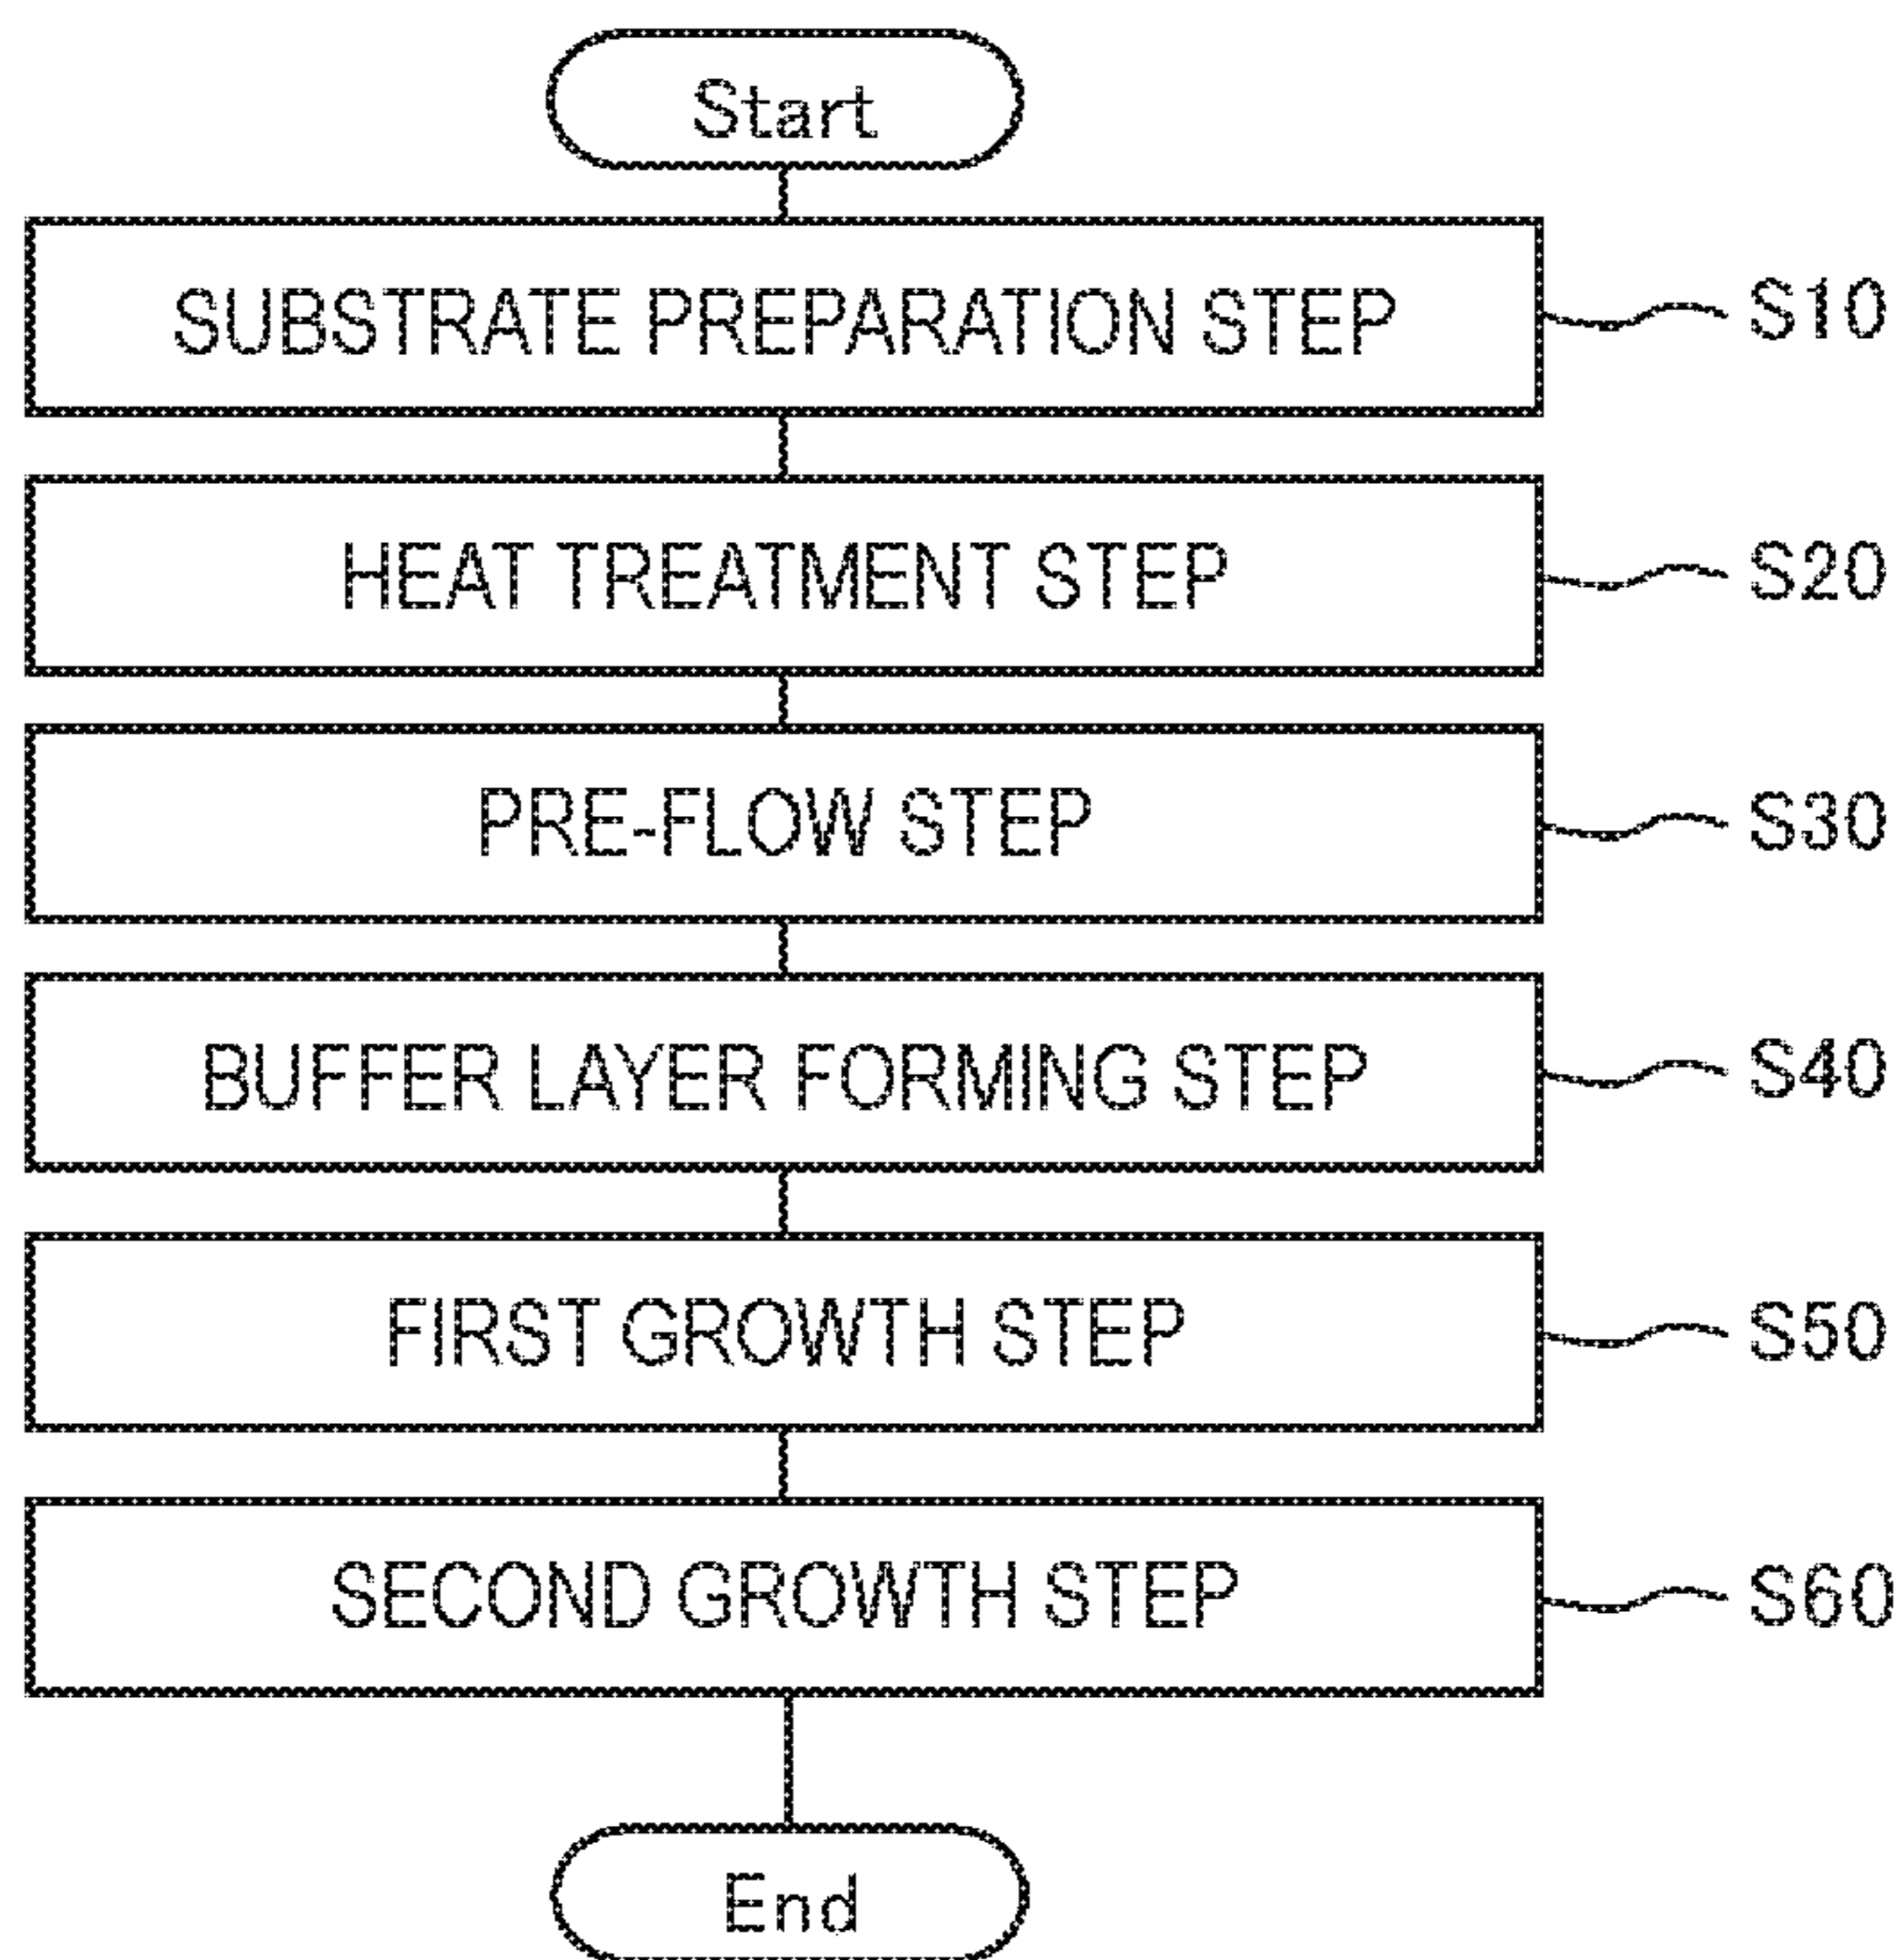 Start
SUBSTRATE PREPARATION STEP S10
HEAT TREATMENT STEP S20
PRE-FLOW STEP S30
BUFFER LAYER FORMING STEP S40
FIRST GROWTH STEP S50
SECOND GROWTH STEP S60
End